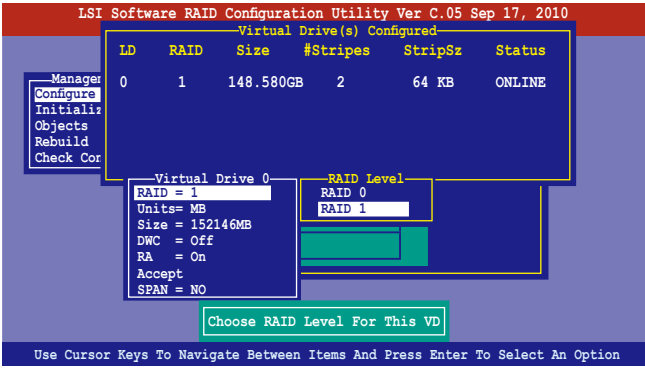 LSI Software RAID Configuration Utility Ver C.05 Sep 17, 2010
Virtual Drive(s) Configured
LD RAID Size #Stripes StripSz Status
0 1 148.580GB 2 64 KB ONLINE
Manager
Configure
Initializ
Objects
Rebuild
Check Con
Virtual Drive 0
RAID = 1
Units= MB
Size = 152146MB
DWC = Off
RA = On
Accept
SPAN = NO
RAID Level
RAID 0
RAID 1
Choose RAID Level For This VD
Use Cursor Keys To Navigate Between Items And Press Enter To Select An Option